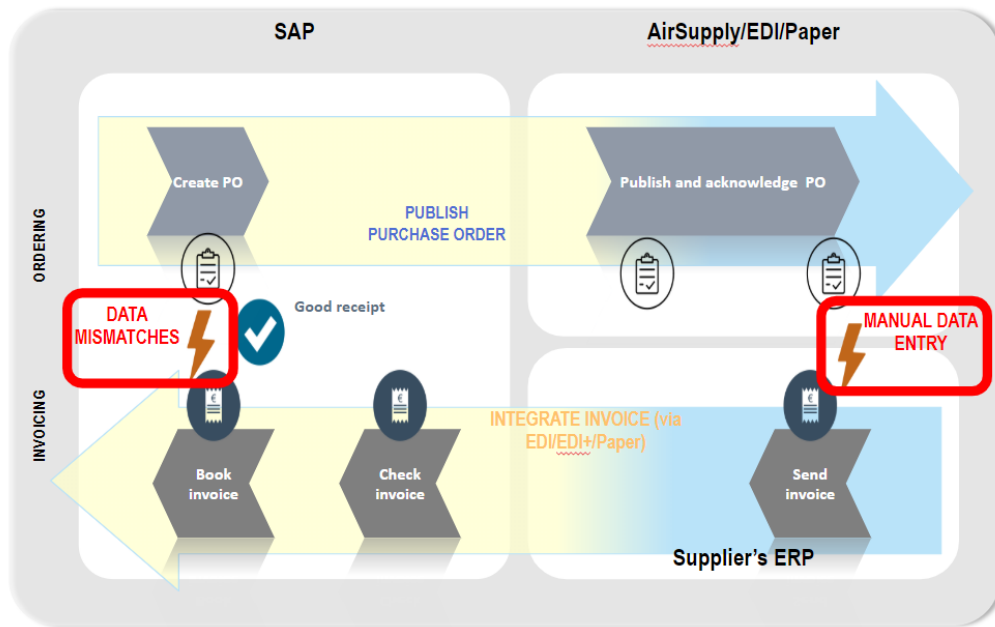 SAP
AirSupply/EDI/Paper
ORDERING
Create PO
Publish and acknowledge PO
PUBLISH
PURCHASE ORDER
DATA
MISMATCHES
Good receipt
MANUAL DATA
ENTRY
INVOICING
€
€
€
INTEGRATE INVOICE (via
EDI/EDI+/Paper)
Book
invoice
Check
invoice
Send
invoice
Supplier's ERP